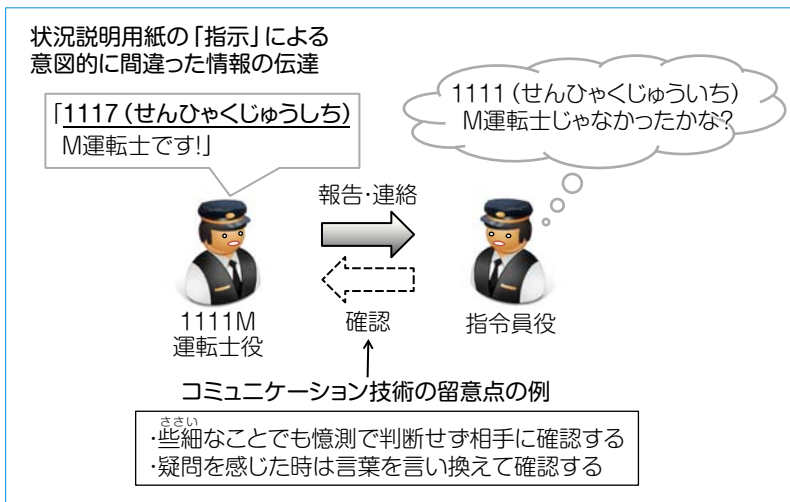 状況説明用紙の「指示」による
意図的に間違った情報の伝達
「1117(せんひゃくじゅうしち)
M運転士です!」
1111(せんひゃくじゅういち)
M運転士じゃなかったかな?
報告・連絡
確認
1111M
運転士役
指令員役
コミュニケーション技術の留意点の例
ささい
・些細なことでも憶測で判断せず相手に確認する
・疑問を感じた時は言葉を言い換えて確認する